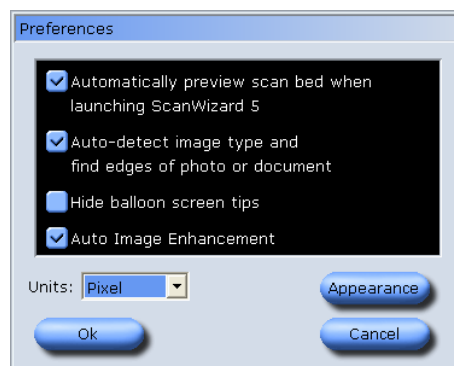 Preferences
Automatically preview scan bed when
launching ScanWizard 5
Auto-detect image type and
find edges of photo or document
Hide balloon screen tips
Auto Image Enhancement
Units: Pixel
Appearance
Ok
Cancel